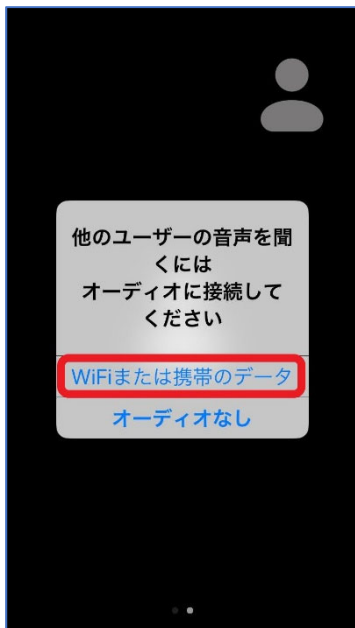 他のユーザーの音声を聞
くには
オーディオに接続して
ください
WiFiまたは携帯のデータ
オーディオなし